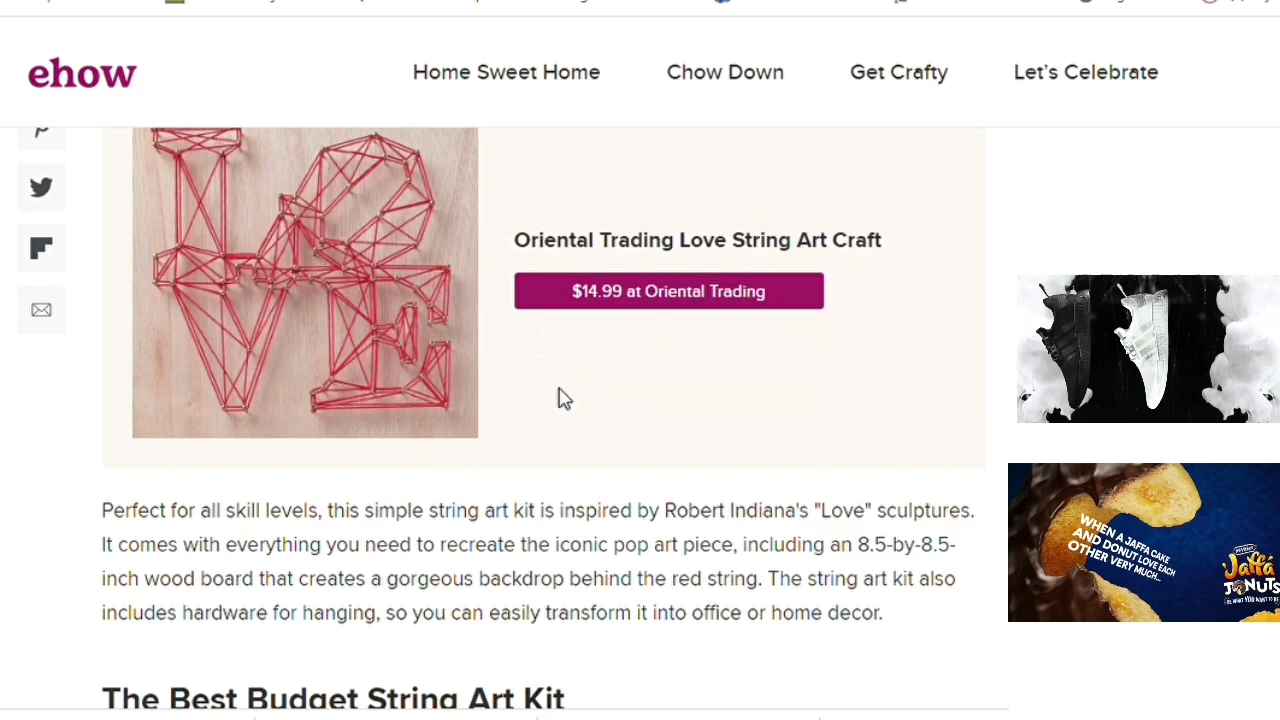 ehow
Home Sweet Home
Chow Down
Get Crafty
Let's Celebrate
LOVE
Oriental Trading Love String Art Craft
$14.99 at Oriental Trading
WHEN A JAFFA CAKE
AND DONUT LOVE EACH
OTHER VERY MUCH...
Jaffa
JONUTS
Perfect for all skill levels, this simple string art kit is inspired by Robert Indiana's "Love" sculptures.
It comes with everything you need to recreate the iconic pop art piece, including an 8.5-by-8.5-
inch wood board that creates a gorgeous backdrop behind the red string. The string art kit also
includes hardware for hanging, so you can easily transform it into office or home decor.
The Best Budget String Art Kit